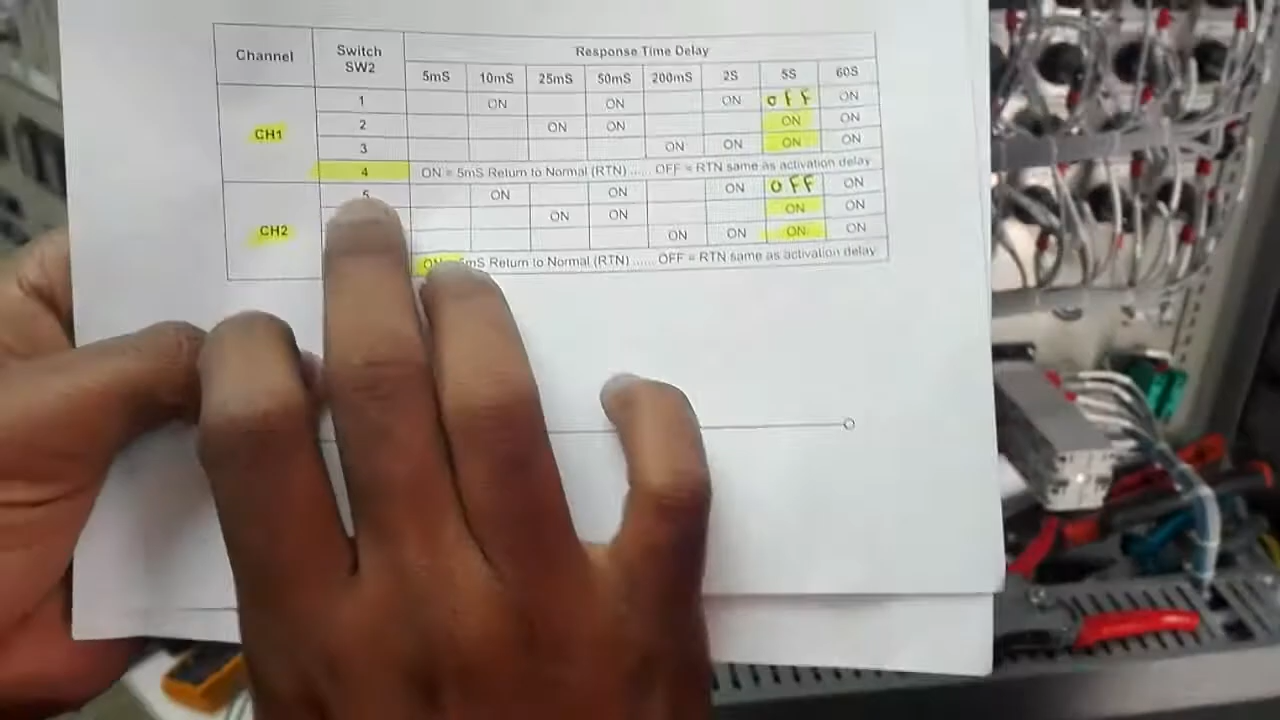 Channel Switch SW2 Response Time Delay
5mS 10mS 25mS 50mS 200mS 2S 5S 60S
CH1 1 ON ON ON OFF ON
2 ON ON ON ON
3 ON ON ON ON
4 ON = 5mS Return to Normal (RTN) ...... OFF = RTN same as activation delay
CH2 5 ON ON ON OFF ON
ON ON ON ON
ON ON ON ON
5mS Return to Normal (RTN) ...... OFF = RTN same as activation delay